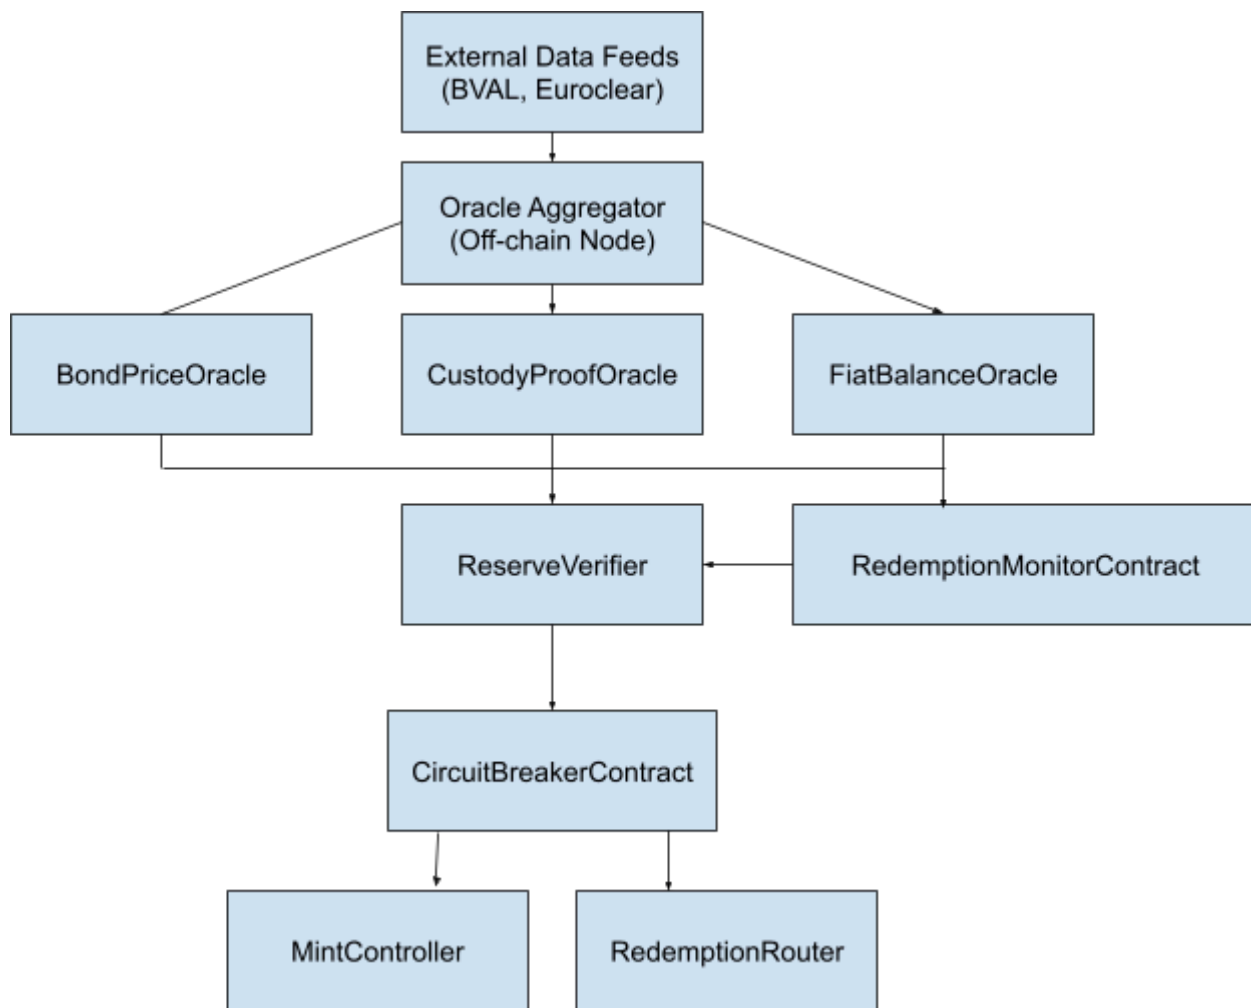 External Data Feeds
(BVAL, Euroclear)
Oracle Aggregator
(Off-chain Node)
BondPriceOracle
CustodyProofOracle
FiatBalanceOracle
ReserveVerifier
RedemptionMonitorContract
CircuitBreakerContract
MintController
RedemptionRouter